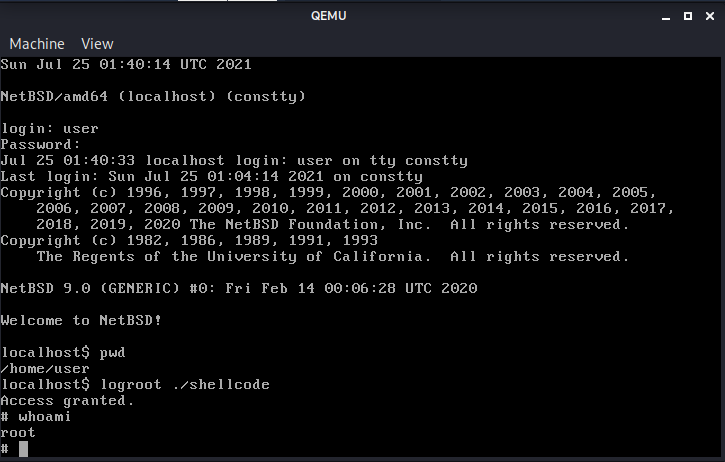 QEMU
Machine View
Sun Jul 25 01:40:14 UTC 2021
NetBSD/amd64 (localhost) (constty)
login: user
Password:
Jul 25 01:40:33 localhost login: user on tty constty
Last login: Sun Jul 25 01:04:14 2021 on constty
Copyright (c) 1996, 1997, 1998, 1999, 2000, 2001, 2002, 2003, 2004, 2005,
2006, 2007, 2008, 2009, 2010, 2011, 2012, 2013, 2014, 2015, 2016, 2017,
2018, 2019, 2020 The NetBSD Foundation, Inc.  All rights reserved.
Copyright (c) 1982, 1986, 1989, 1991, 1993
The Regents of the University of California.  All rights reserved.
NetBSD 9.0 (GENERIC) #0: Fri Feb 14 00:06:28 UTC 2020
Welcome to NetBSD!
localhost$ pwd
/home/user
localhost$ logroot ./shellcode
Access granted.
# whoami
root
#